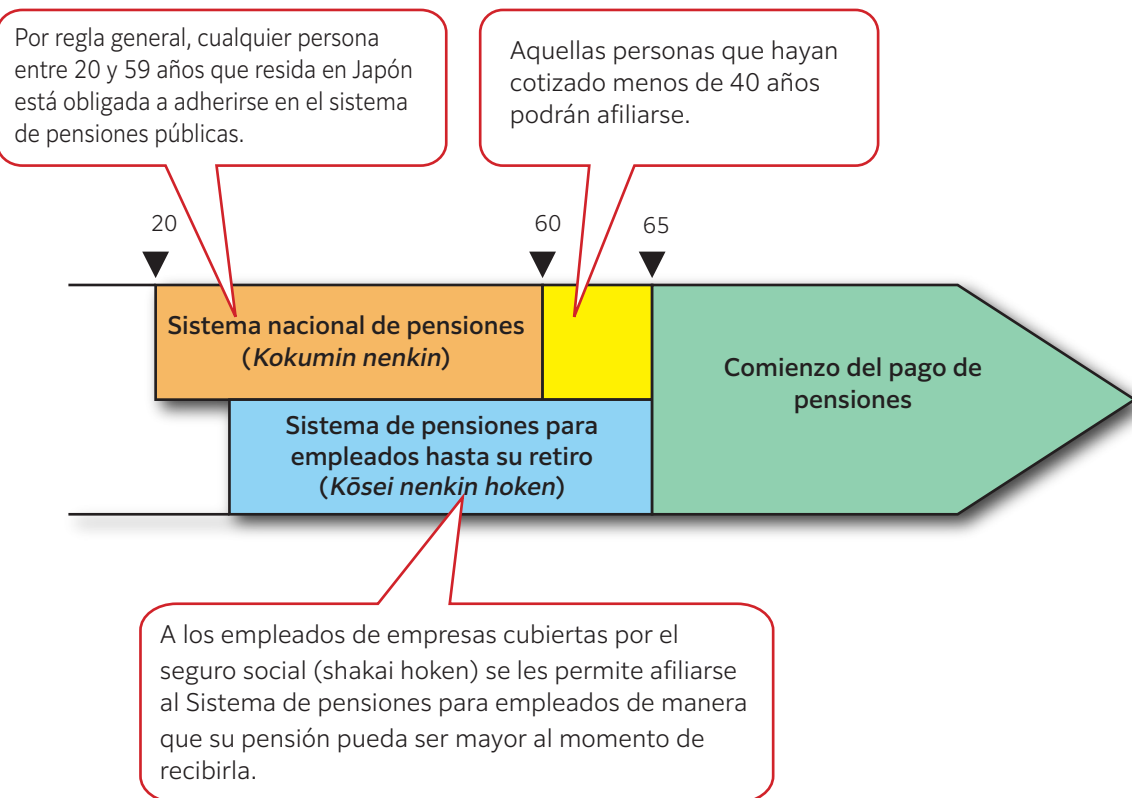 Por regla general, cualquier persona
entre 20 y 59 años que resida en Japón
está obligada a adherirse en el sistema
de pensiones públicas.
Aquellas personas que hayan
cotizado menos de 40 años
podrán afiliarse.
20
60
65
Sistema nacional de pensiones
(Kokumin nenkin)
Comienzo del pago de
pensiones
Sistema de pensiones para
empleados hasta su retiro
(Kōsei nenkin hoken)
A los empleados de empresas cubiertas por el
seguro social (shakai hoken) se les permite afiliarse
al Sistema de pensiones para empleados de manera
que su pensión pueda ser mayor al momento de
recibirla.